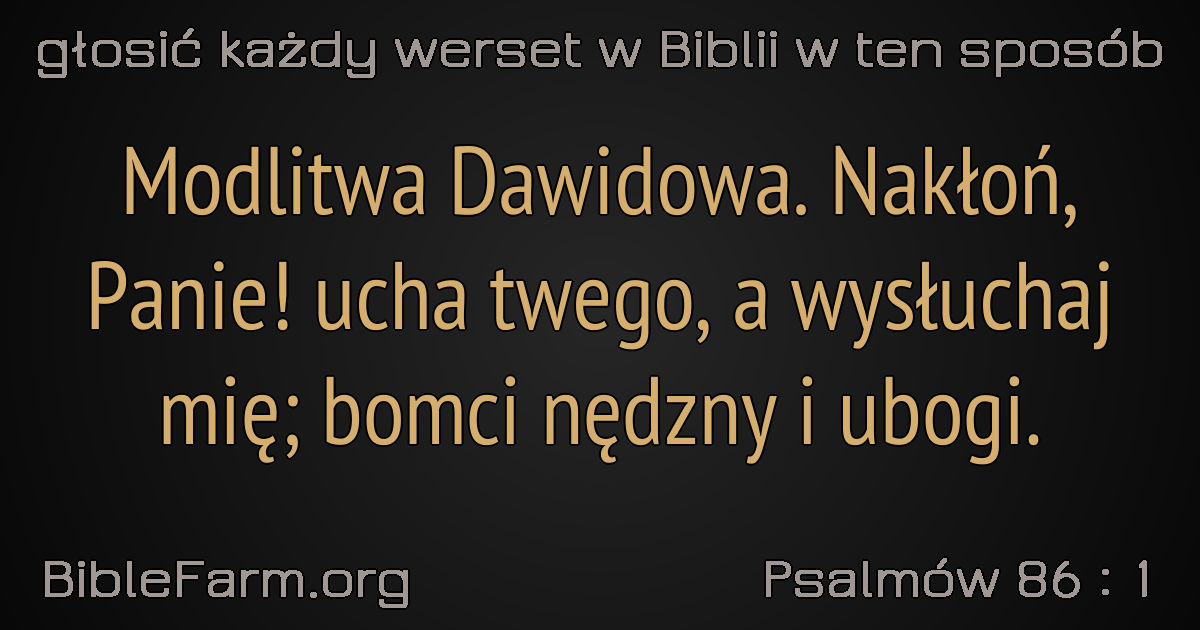 głosić każdy werset w Biblii w ten sposób
Modlitwa Dawidowa. Nakłoń,
Panie! ucha twego, a wysłuchaj
mię; bomci nędzny i ubogi.
BibleFarm.org
Psalmów 86 : 1